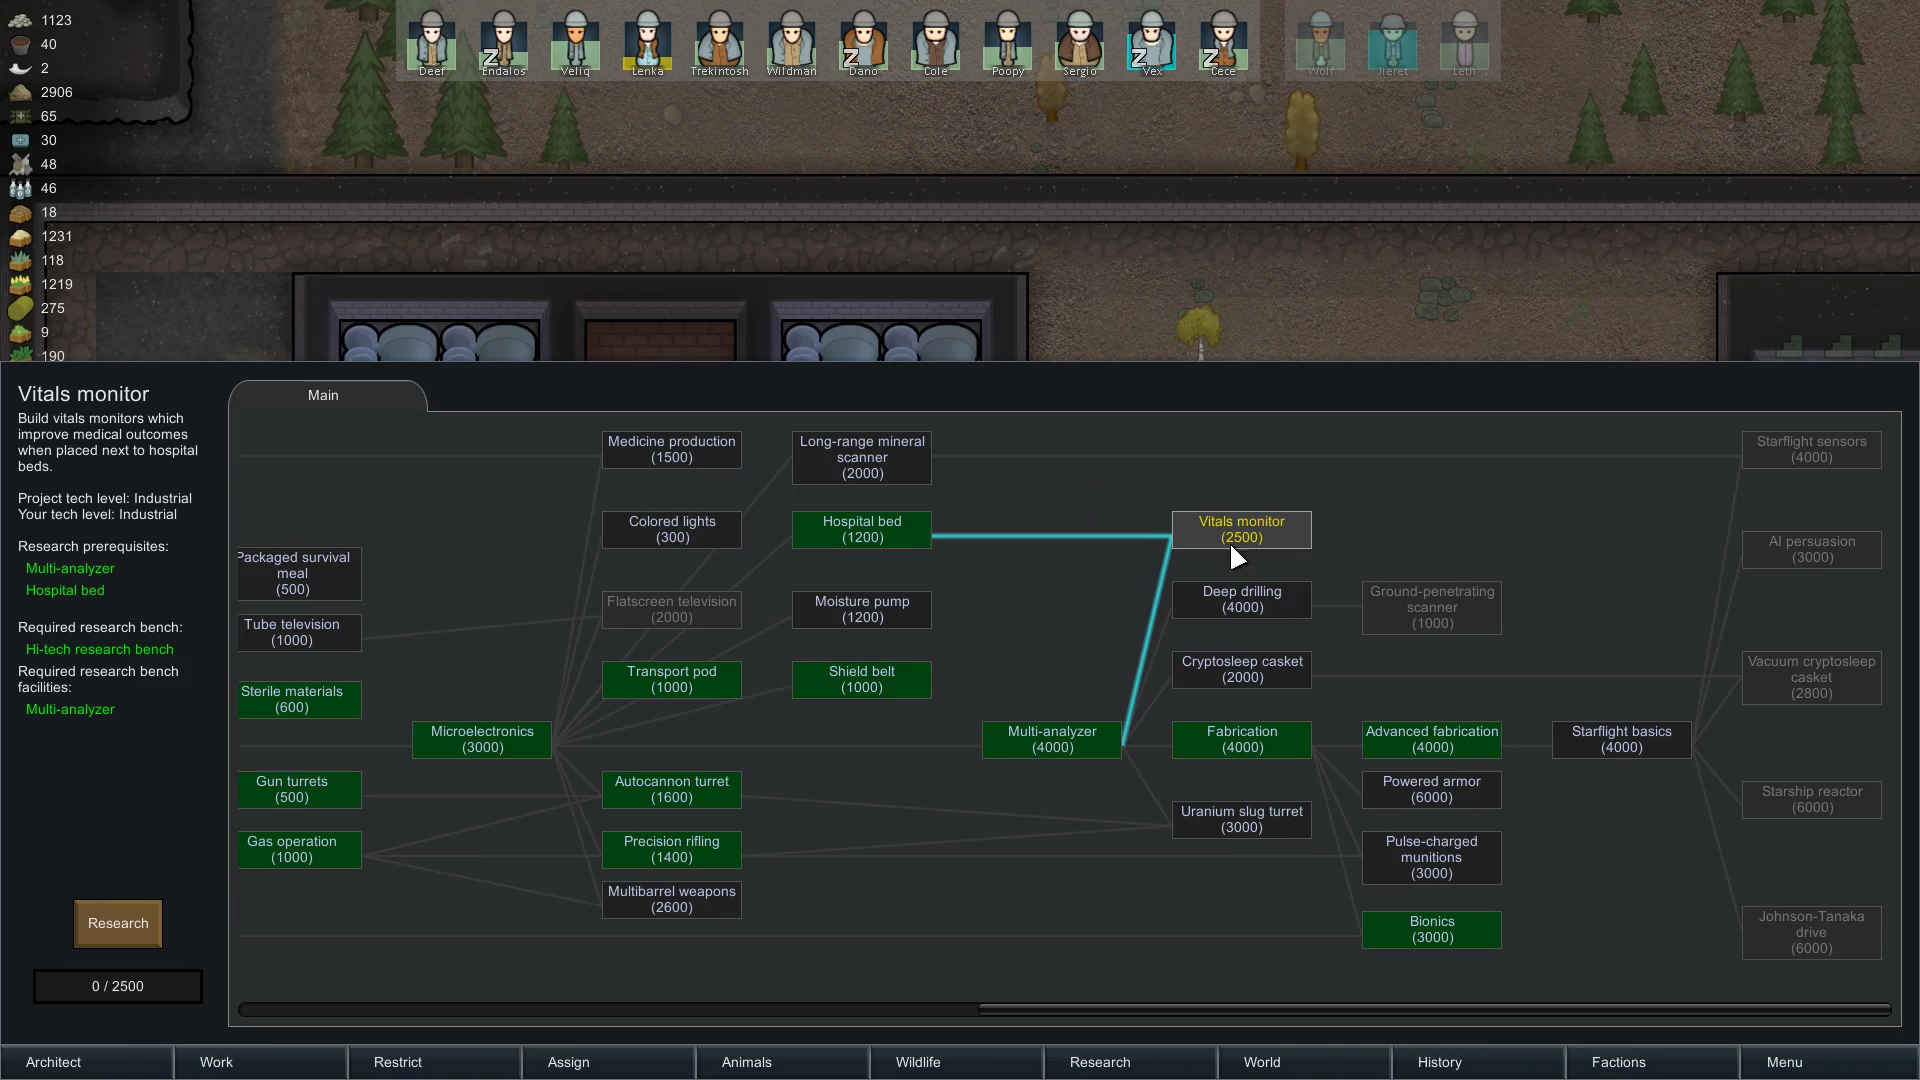 1123
40
2
2906
65
30
48
46
18
1231
118
1219
275
9
190
Deef
Endalos
Veliq
Lenka
Trekintosh
Wildman
Dano
Cole
Poopy
Sergio
Vex
Cece
Wolf
Jieret
Leth
Z
Z
Z
Z
Vitals monitor
Build vitals monitors which
improve medical outcomes
when placed next to hospital
beds.
Project tech level: Industrial
Your tech level: Industrial
Research prerequisites:
Multi-analyzer
Hospital bed
Required research bench:
Hi-tech research bench
Required research bench
facilities:
Multi-analyzer
Research
0 / 2500
Main
Packaged survival
meal
(500)
Tube television
(1000)
Sterile materials
(600)
Gun turrets
(500)
Gas operation
(1000)
Microelectronics
(3000)
Medicine production
(1500)
Colored lights
(300)
Flatscreen television
(2000)
Transport pod
(1000)
Autocannon turret
(1600)
Precision rifling
(1400)
Multibarrel weapons
(2600)
Long-range mineral
scanner
(2000)
Hospital bed
(1200)
Moisture pump
(1200)
Shield belt
(1000)
Multi-analyzer
(4000)
Vitals monitor
(2500)
Deep drilling
(4000)
Cryptosleep casket
(2000)
Fabrication
(4000)
Uranium slug turret
(3000)
Ground-penetrating
scanner
(1000)
Advanced fabrication
(4000)
Powered armor
(6000)
Pulse-charged
munitions
(3000)
Bionics
(3000)
Starflight basics
(4000)
Starflight sensors
(4000)
AI persuasion
(3000)
Vacuum cryptosleep
casket
(2800)
Starship reactor
(6000)
Johnson-Tanaka
drive
(6000)
Architect
Work
Restrict
Assign
Animals
Wildlife
Research
World
History
Factions
Menu